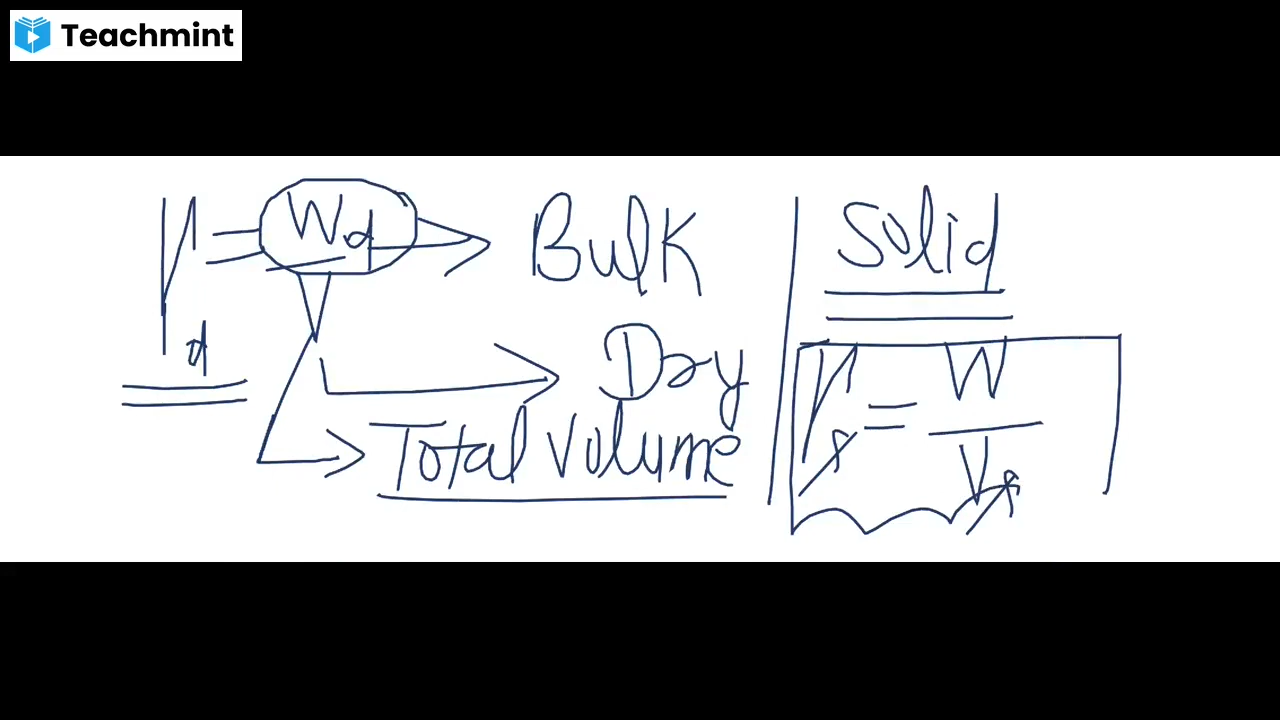 Teachmint
γd = Wd Bulk
V
Dry
Total Volume
Solid
γs = W
Vs